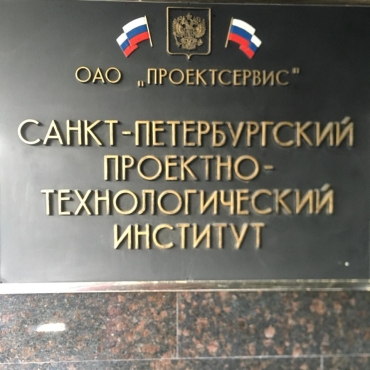 ОАО „ПРОЕКТСЕРВИС"
САНКТ-ПЕТЕРБУРГСКИЙ
ПРОЕКТНО-
ТЕХНОЛОГИЧЕСКИЙ
ИНСТИТУТ